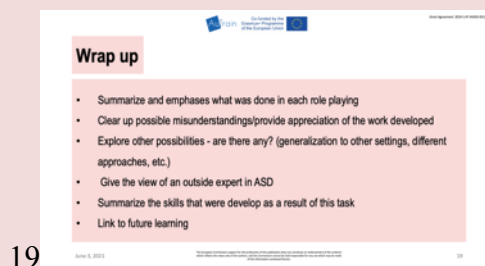 AuTrain
Co-funded by the
Erasmus+ Programme
of the European Union
Wrap up
• Summarize and emphases what was done in each role playing
• Clear up possible misunderstandings/provide appreciation of the work developed
• Explore other possibilities - are there any? (generalization to other settings, different
approaches, etc.)
• Give the view of an outside expert in ASD
• Summarize the skills that were develop as a result of this task
• Link to future learning
19
June 3, 2021
19